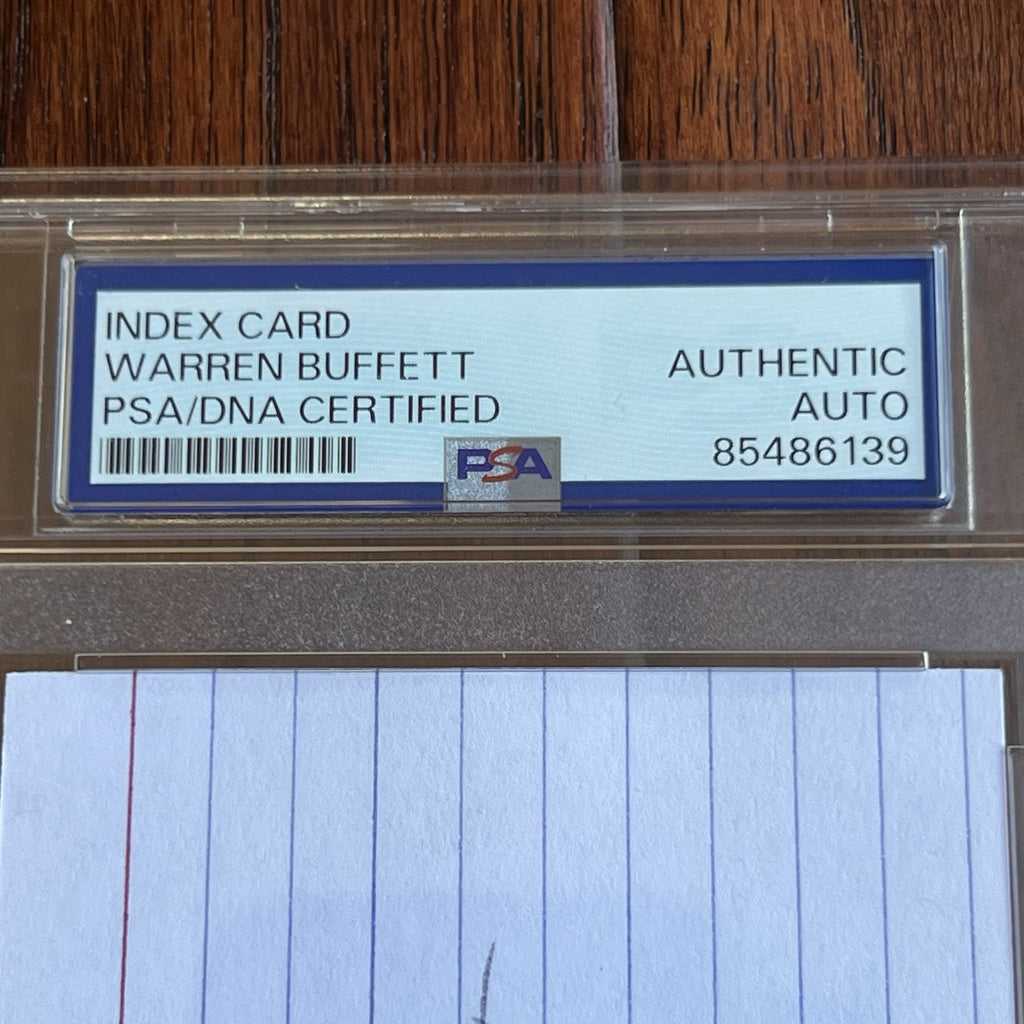 INDEX CARD
WARREN BUFFETT
PSA/DNA CERTIFIED
AUTHENTIC
AUTO
85486139
PSA